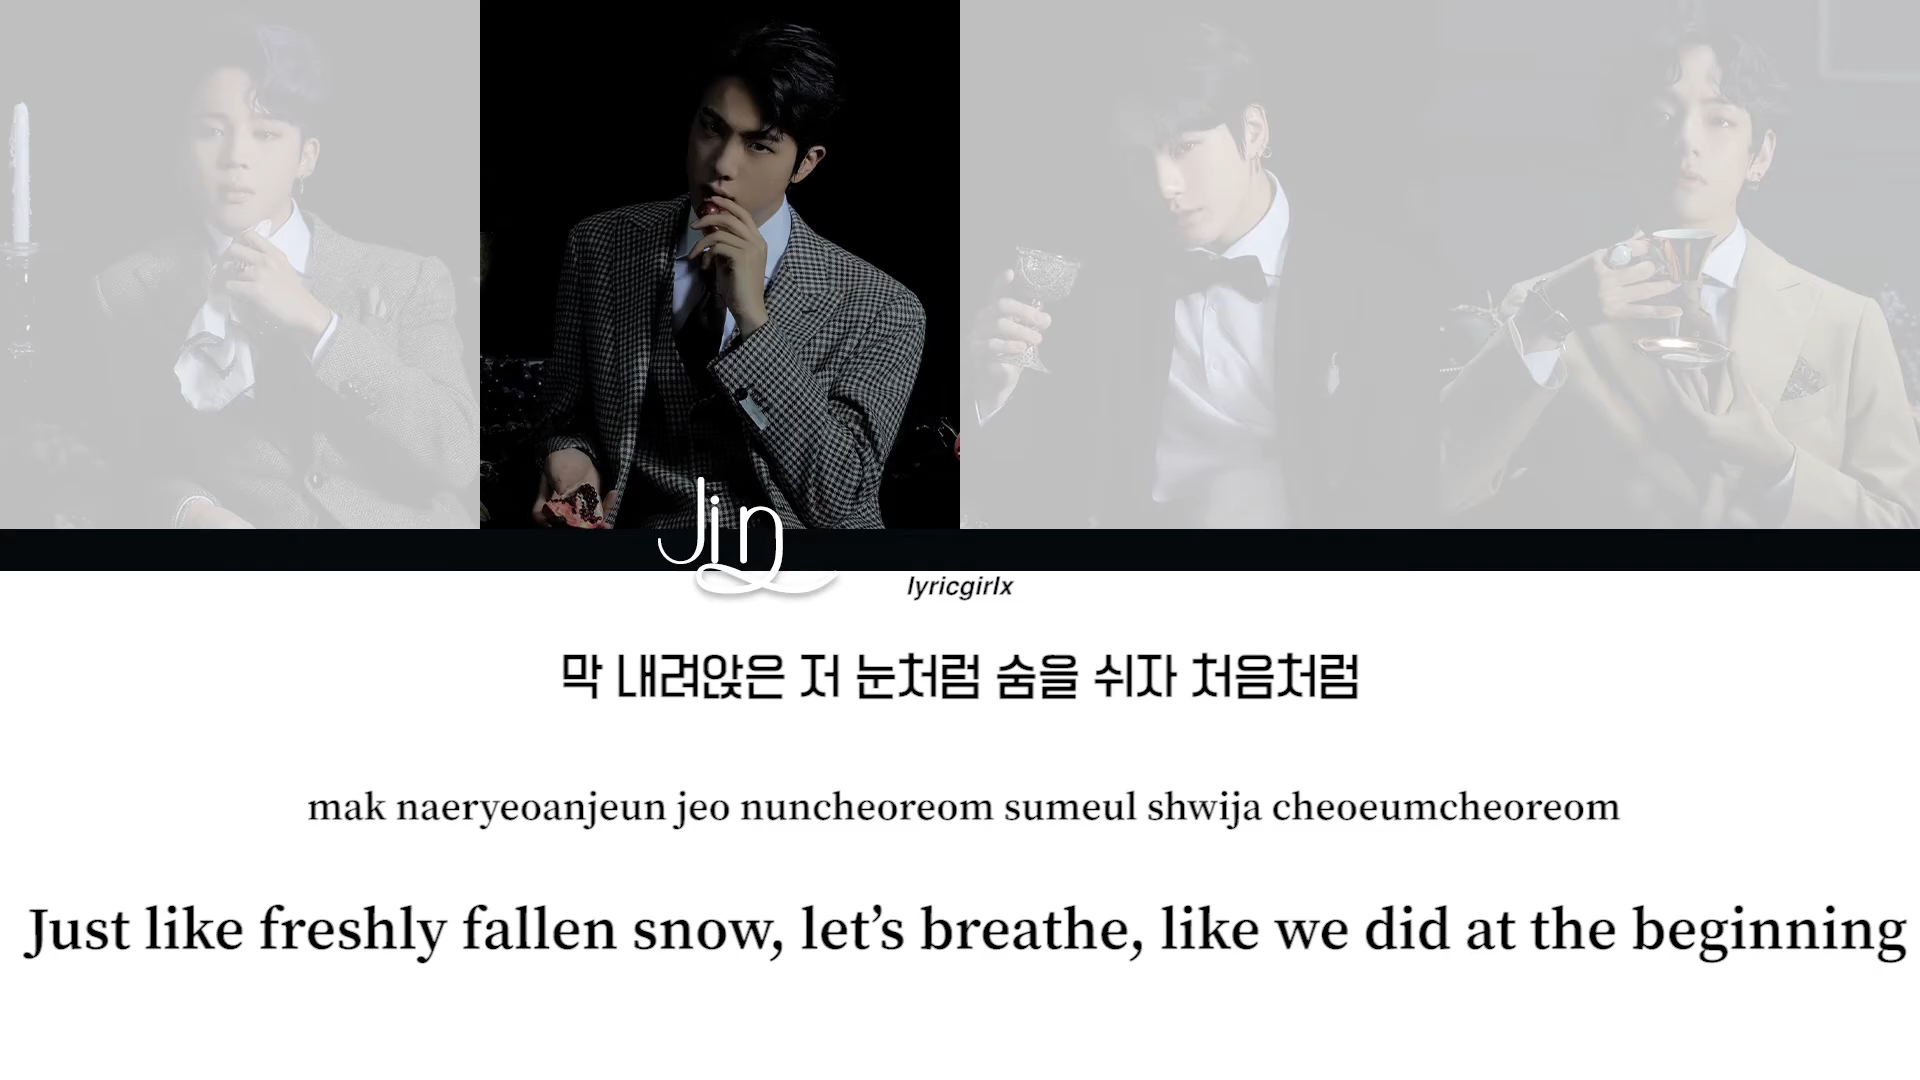 Jin
lyricgirlx
막 내려앉은 저 눈처럼 숨을 쉬자 처음처럼
mak naeryeoanjeun jeo nuncheoreom sumeul shwija cheoeumcheoreom
Just like freshly fallen snow, let’s breathe, like we did at the beginning